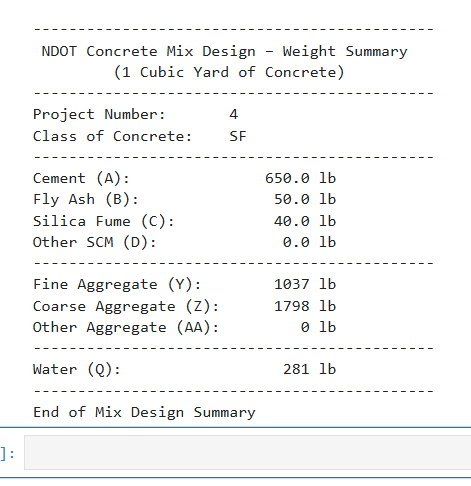 --------------------------------------------
NDOT Concrete Mix Design – Weight Summary
(1 Cubic Yard of Concrete)
--------------------------------------------
Project Number: 4
Class of Concrete: SF
--------------------------------------------
Cement (A): 650.0 lb
Fly Ash (B): 50.0 lb
Silica Fume (C): 40.0 lb
Other SCM (D): 0.0 lb
--------------------------------------------
Fine Aggregate (Y): 1037 lb
Coarse Aggregate (Z): 1798 lb
Other Aggregate (AA): 0 lb
--------------------------------------------
Water (Q): 281 lb
--------------------------------------------
End of Mix Design Summary
]: